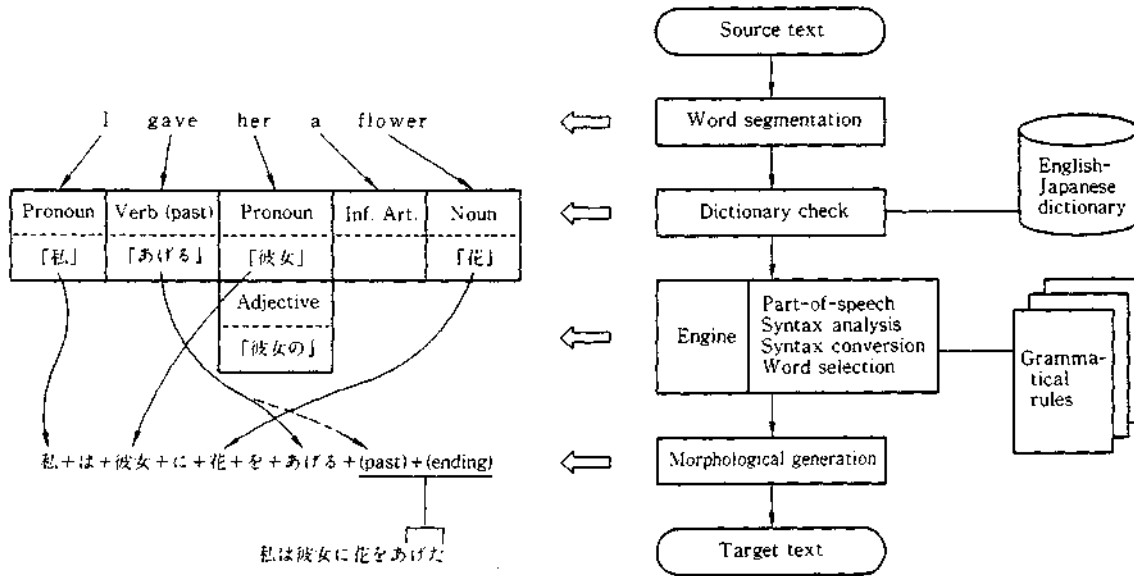 Source text
I gave her a flower
Word segmentation
English-
Japanese
dictionary
Pronoun Verb (past) Pronoun Inf. Art. Noun
Dictionary check
「私」 「あげる」 「彼女」 「花」
Adjective
「彼女の」
Engine
Part-of-speech
Syntax analysis
Syntax conversion
Word selection
Gramma-
tical
rules
私+は+彼女+に+花+を+あげる+(past)+(ending)
Morphological generation
私は彼女に花をあげた
Target text